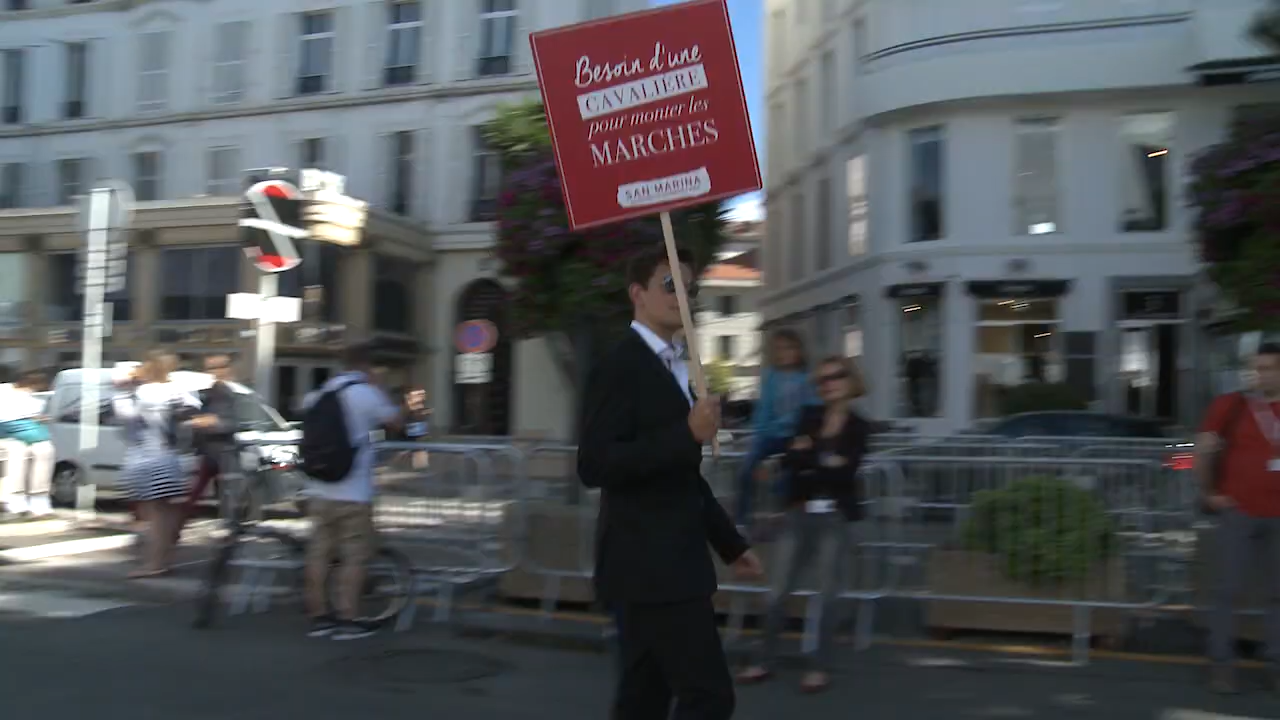 Besoin d'une
CAVALIÈRE
pour monter les
MARCHES
SAN MARINA